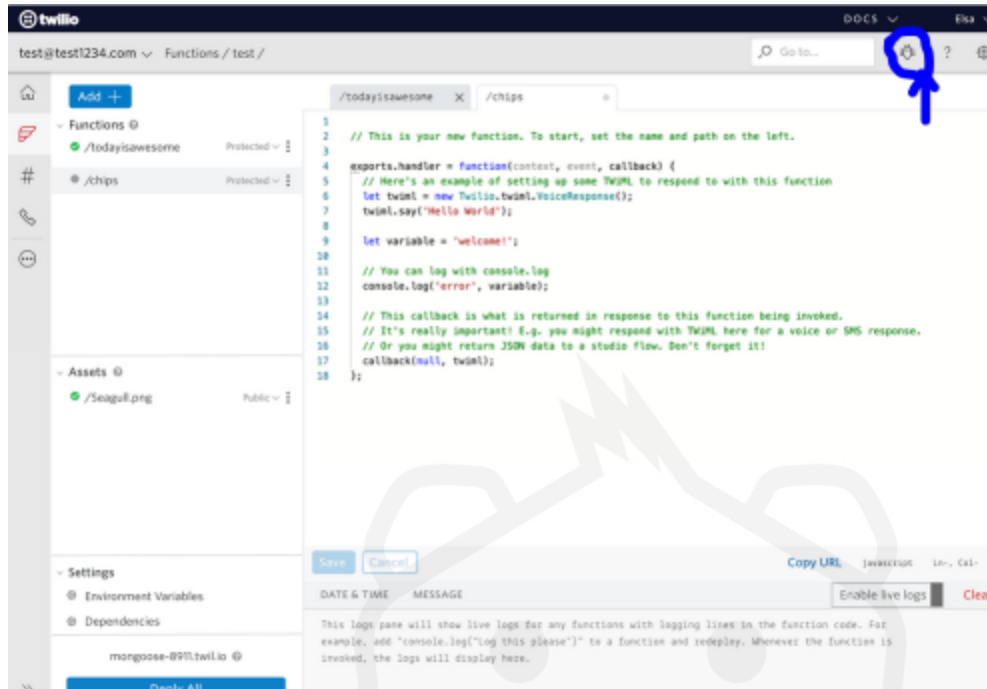 twilio DOCS Elsa
test@test1234.com Functions / test / Go to... ?
Add + /todayisawesome X /chips
Functions
/todayisawesome Protected
/chips Protected
1
2 // This is your new function. To start, set the name and path on the left.
3
4 exports.handler = function(context, event, callback) {
5 // Here's an example of setting up some TWiML to respond to with this function
6 let twiml = new Twilio.twiml.VoiceResponse();
7 twiml.say("Hello World");
8
9 let variable = 'welcome!';
10
11 // You can log with console.log
12 console.log('error', variable);
13
14 // This callback is what is returned in response to this function being invoked.
15 // It's really important! E.g. you might respond with TWiML here for a voice or SMS response.
16 // Or you might return JSON data to a studio flow. Don't forget it!
17 callback(null, twiml);
18 };
Assets
/Seagull.png Public
Settings
Environment Variables
Dependencies
mongoose-8911.twil.io
Deploy All
Save Cancel Copy URL javascript Ln-, Col-
DATE & TIME MESSAGE Enable live logs Clea
This logs pane will show live logs for any functions with logging lines in the function code. For
example, add "console.log("Log this please")" to a function and redeploy. Whenever the function is
invoked, the logs will display here.